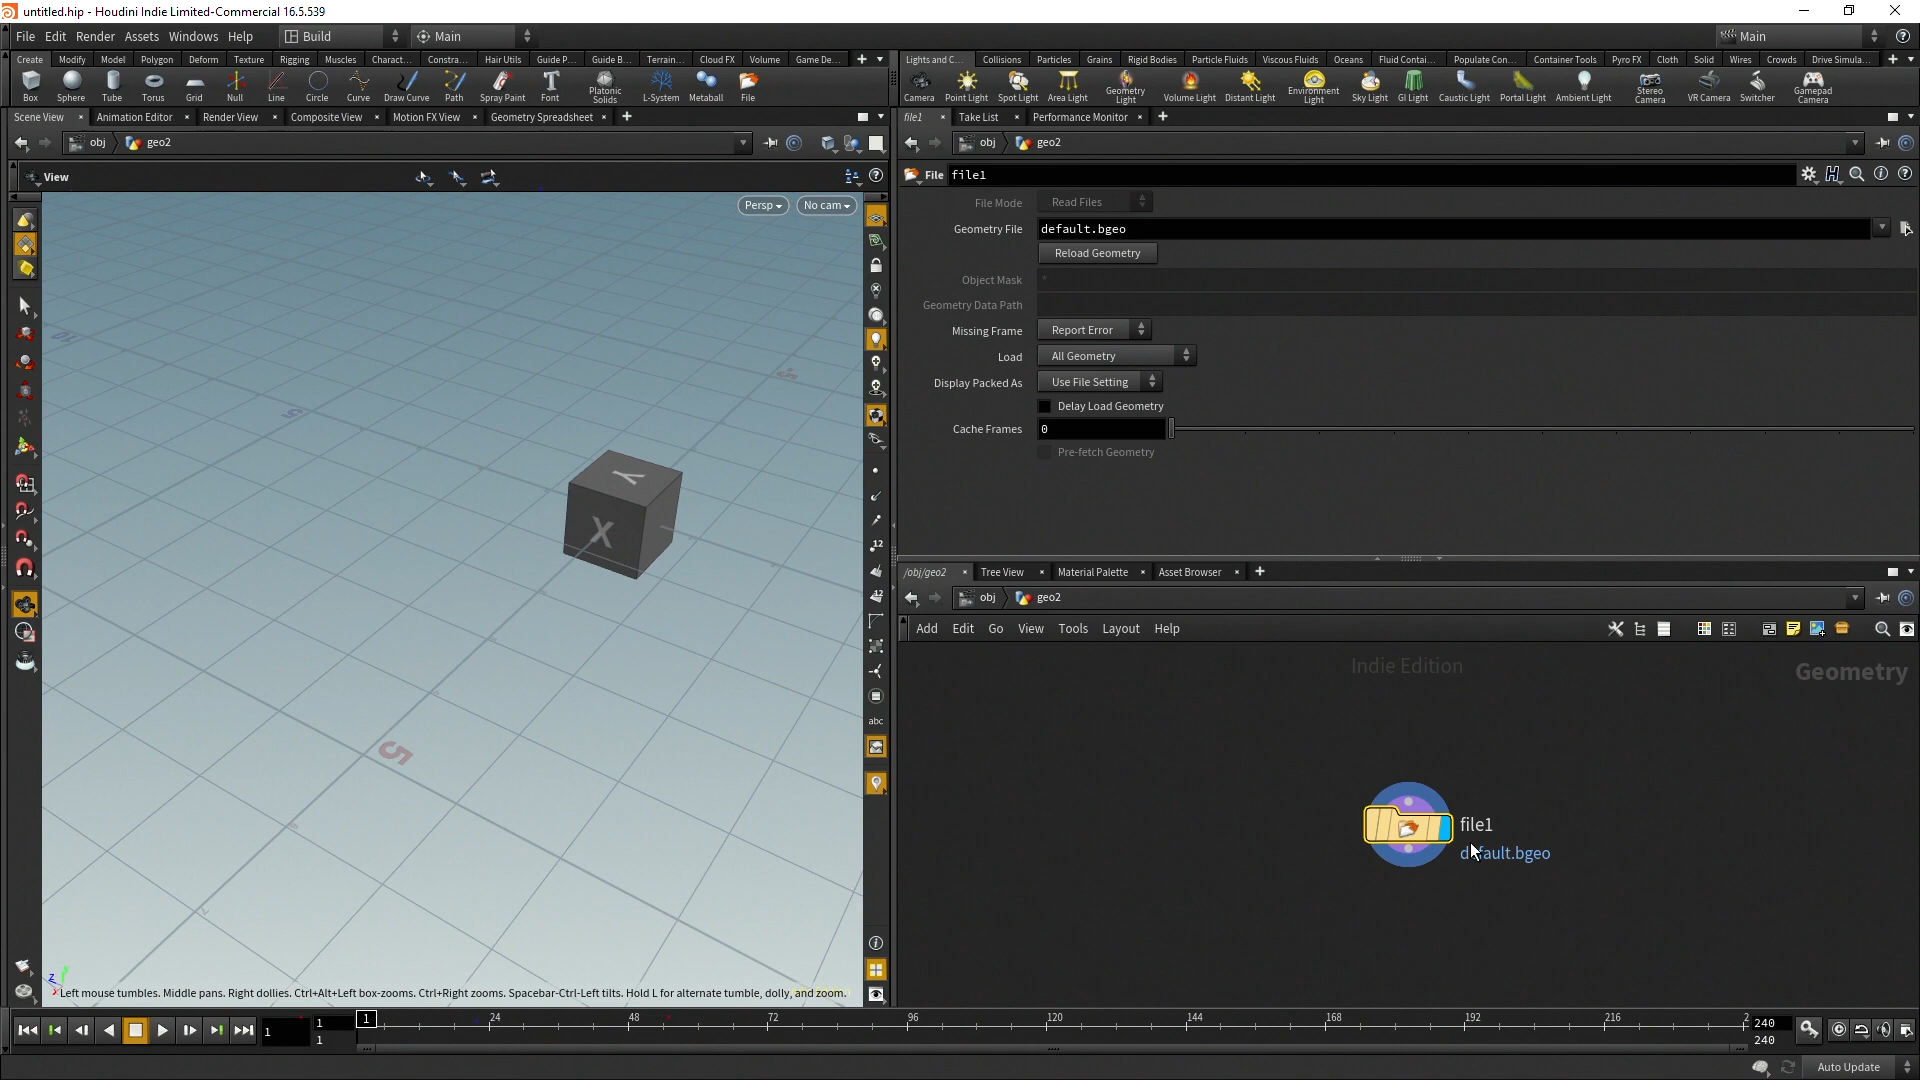 untitled.hip - Houdini Indie Limited-Commercial 16.5.539
File Edit Render Assets Windows Help Build Main Main
Create Modify Model Polygon Deform Texture Rigging Muscles Charact... Constra... Hair Utils Guide P... Guide B... Terrain... Cloud FX Volume Game De...
Box Sphere Tube Torus Grid Null Line Circle Curve Draw Curve Path Spray Paint Font Platonic Solids L-System Metaball File
Lights and C... Collisions Particles Grains Rigid Bodies Particle Fluids Viscous Fluids Oceans Fluid Contai... Populate Con... Container Tools Pyro FX Cloth Solid Wires Crowds Drive Simula...
Camera Point Light Spot Light Area Light Geometry Light Volume Light Distant Light Environment Light Sky Light GI Light Caustic Light Portal Light Ambient Light Stereo Camera VR Camera Switcher Gamepad Camera
Scene View Animation Editor Render View Composite View Motion FX View Geometry Spreadsheet
file1 Take List Performance Monitor
obj geo2
obj geo2
View
File file1
Persp No cam
File Mode Read Files
Geometry File default.bgeo
Reload Geometry
Object Mask *
Geometry Data Path
Missing Frame Report Error
Load All Geometry
Display Packed As Use File Setting
Delay Load Geometry
Cache Frames 0
Pre-fetch Geometry
Y
X
5
12
12
abc
/obj/geo2 Tree View Material Palette Asset Browser
obj geo2
Add Edit Go View Tools Layout Help
Indie Edition
Geometry
file1
z
Left mouse tumbles. Middle pans. Right dollies. Ctrl+Alt+Left box-zooms. Ctrl+Right zooms. Spacebar-Ctrl-Left tilts. Hold L for alternate tumble, dolly, and zoom.
1 1 1 24 48 72 96 120 144 168 192 216 2 240
1 240
Auto Update